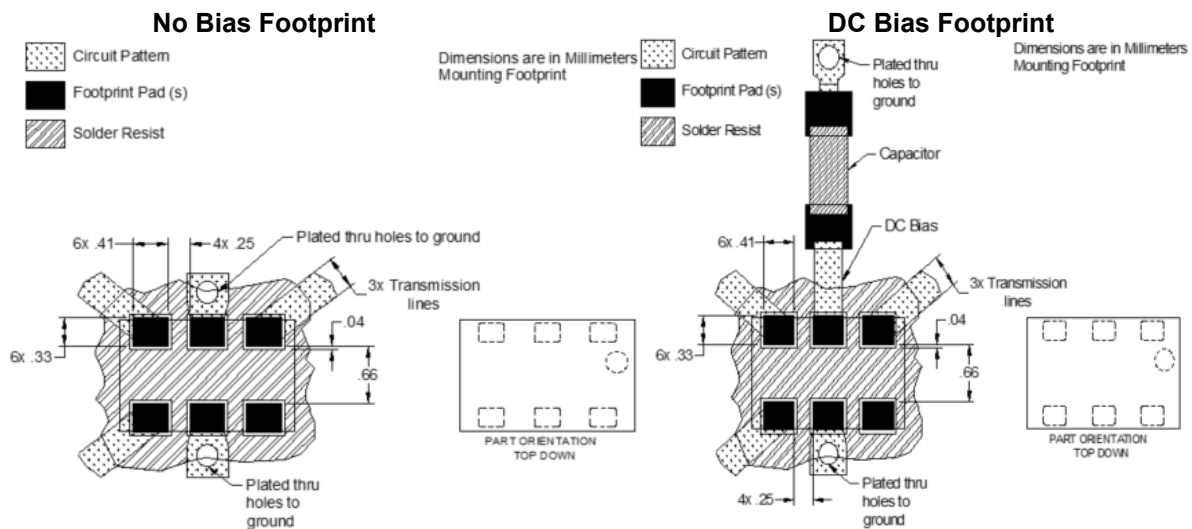 No Bias Footprint
Circuit Pattern
Footprint Pad (s)
Solder Resist
Dimensions are in Millimeters
Mounting Footprint
6x .41
4x .25
Plated thru holes to ground
3x Transmission
lines
.04
6x .33
.66
Plated thru
holes to
ground
PART ORIENTATION
TOP DOWN
DC Bias Footprint
Circuit Pattern
Footprint Pad (s)
Solder Resist
Plated thru
holes to
ground
Dimensions are in Millimeters
Mounting Footprint
Capacitor
DC Bias
6x .41
3x Transmission
lines
.04
6x .33
.66
4x .25
Plated thru
holes to
ground
PART ORIENTATION
TOP DOWN